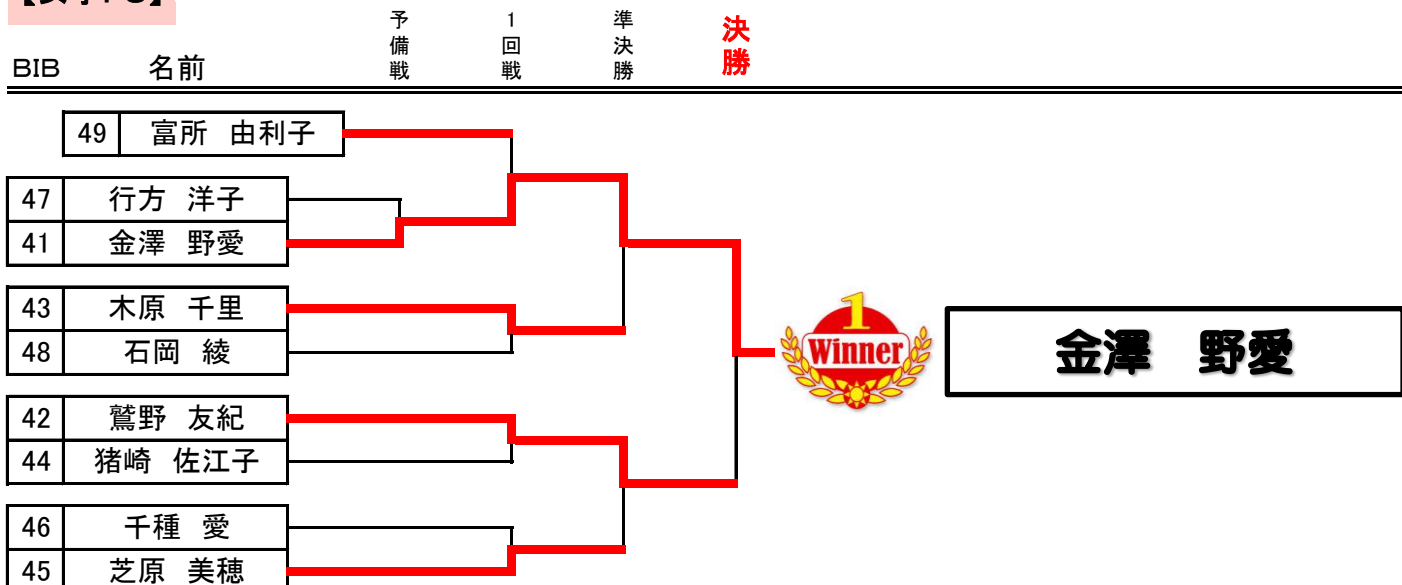 予備戦
1回戦
準決勝
決勝
BIB 名前
49 富所 由利子
47 行方 洋子
41 金澤 野愛
43 木原 千里
48 石岡 綾
1
Winner
金澤 野愛
42 鷲野 友紀
44 猪崎 佐江子
46 千種 愛
45 芝原 美穂